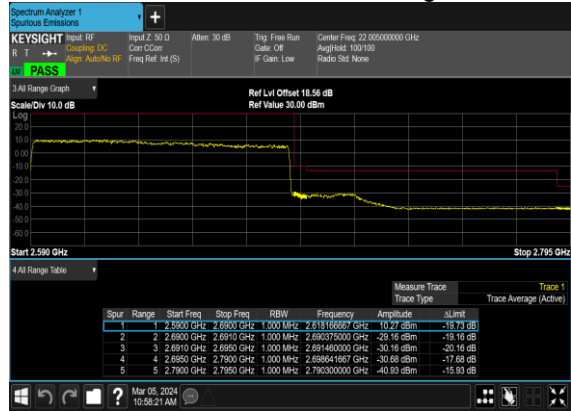 Spectrum Analyzer 1
Spurious Emissions
KEYSIGHT
R T
PASS
Input: RF
Coupling: DC
Align: Auto/No RF
Input Z: 50 Ω
Corr CCorr
Freq Ref: Int (S)
Atten: 30 dB
Trig: Free Run
Gate: Off
IF Gain: Low
Center Freq: 22.005000000 GHz
Avg|Hold: 100/100
Radio Std: None
3 All Range Graph
Scale/Div 10.0 dB
Ref Lvl Offset 18.56 dB
Ref Value 30.00 dBm
Log
20.0
10.0
0.00
-10.0
-20.0
-30.0
-40.0
-50.0
-60.0
Start 2.590 GHz
Stop 2.795 GHz
4 All Range Table
Measure Trace Trace 1
Trace Type Trace Average (Active)
Spur Range Start Freq Stop Freq RBW Frequency Amplitude ΔLimit
1 1 2.5900 GHz 2.6900 GHz 1.000 MHz 2.618166667 GHz 10.27 dBm -19.73 dB
2 2 2.6900 GHz 2.6910 GHz 1.000 MHz 2.690375000 GHz -29.16 dBm -19.16 dB
3 3 2.6910 GHz 2.6950 GHz 1.000 MHz 2.691460000 GHz -30.16 dBm -20.16 dB
4 4 2.6950 GHz 2.7900 GHz 1.000 MHz 2.698641667 GHz -30.68 dBm -17.68 dB
5 5 2.7900 GHz 2.7950 GHz 1.000 MHz 2.790300000 GHz -40.93 dBm -15.93 dB
Mar 05, 2024
10:58:21 AM